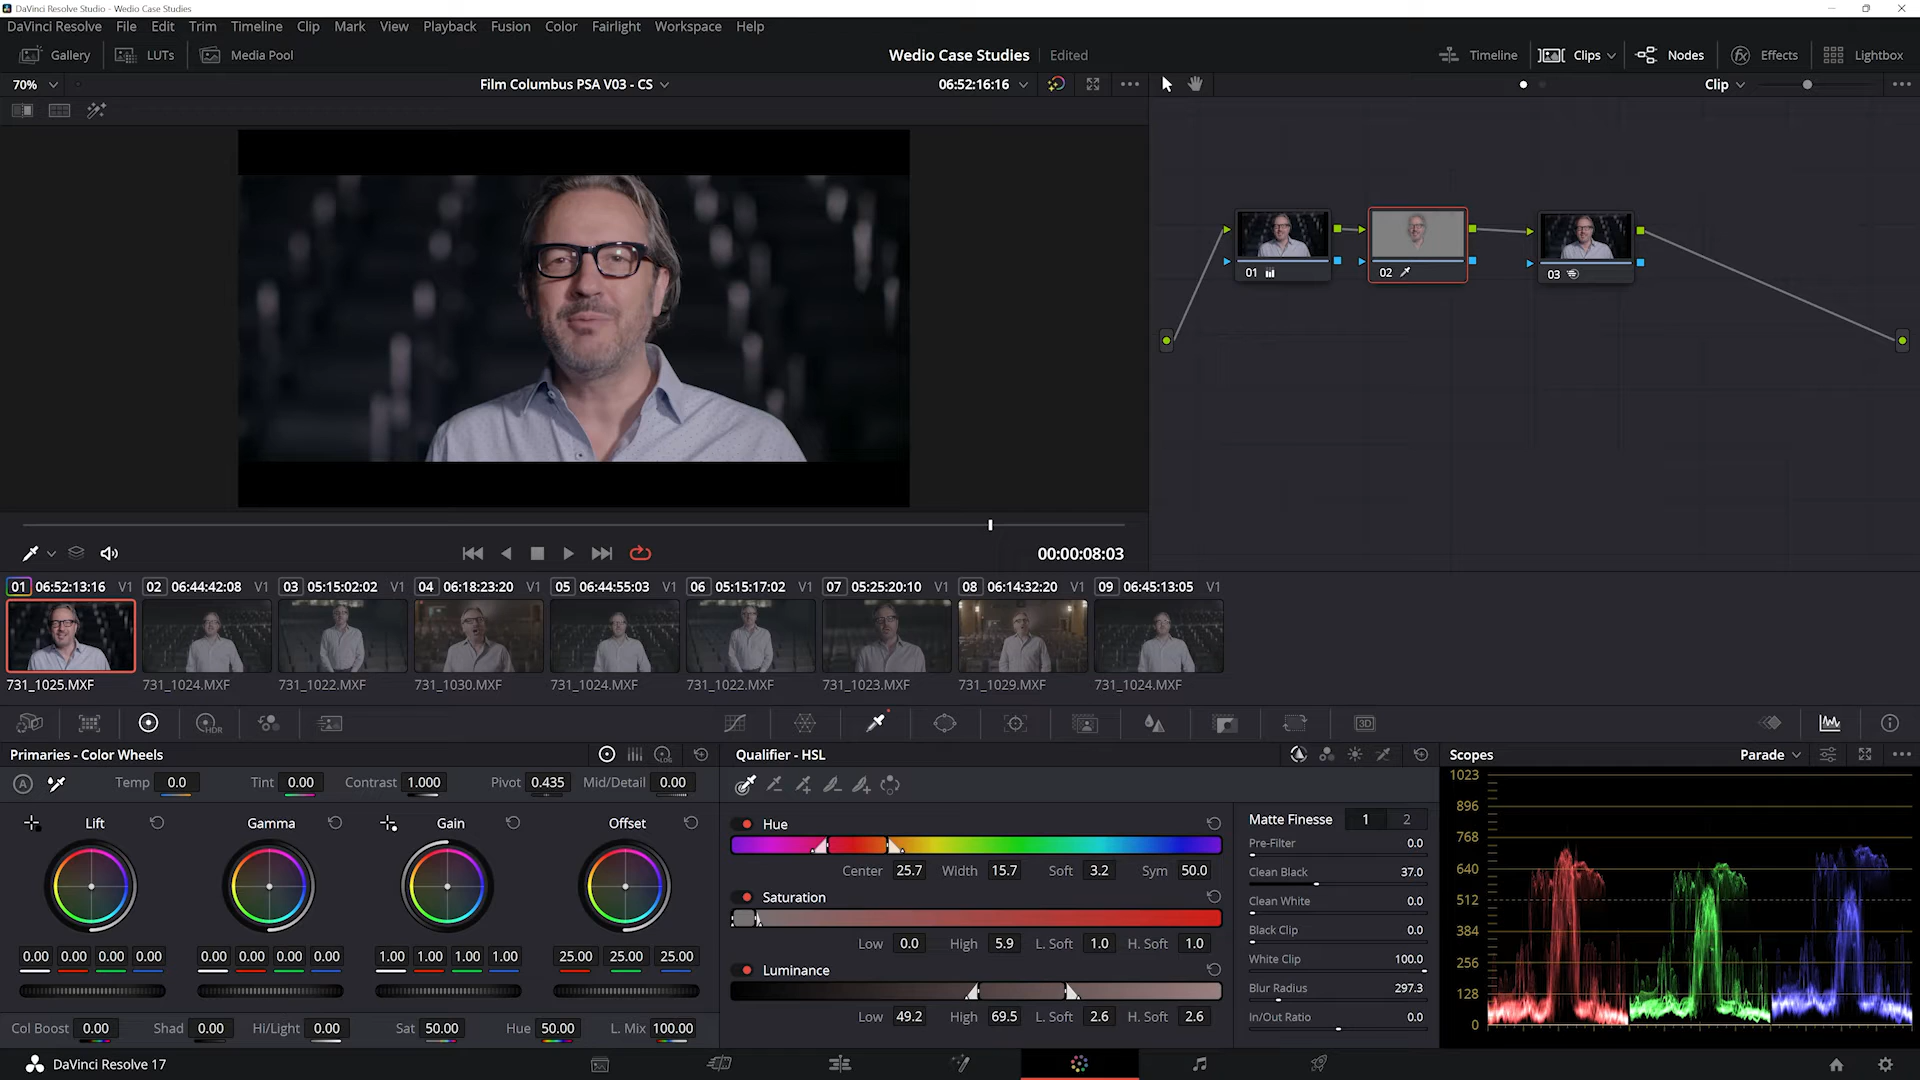 DaVinci Resolve Studio - Wedio Case Studies
DaVinci Resolve File Edit Trim Timeline Clip Mark View Playback Fusion Color Fairlight Workspace Help
Gallery LUTs Media Pool Wedio Case Studies Edited Timeline Clips Nodes Effects Lightbox
70% Film Columbus PSA V03 - CS 06:52:16:16 Clip
01 02 03
00:00:08:03
01 06:52:13:16 V1 02 06:44:42:08 V1 03 05:15:02:02 V1 04 06:18:23:20 V1 05 06:44:55:03 V1 06 05:15:17:02 V1 07 05:25:20:10 V1 08 06:14:32:20 V1 09 06:45:13:05 V1
731_1025.MXF 731_1024.MXF 731_1022.MXF 731_1030.MXF 731_1024.MXF 731_1022.MXF 731_1023.MXF 731_1029.MXF 731_1024.MXF
HDR 3D
Primaries - Color Wheels LOG Qualifier - HSL Scopes Parade
A Temp 0.0 Tint 0.00 Contrast 1.000 Pivot 0.435 Mid/Detail 0.00
Lift Gamma Gain Offset
0.00 0.00 0.00 0.00 0.00 0.00 0.00 0.00 1.00 1.00 1.00 1.00 25.00 25.00 25.00
Col Boost 0.00 Shad 0.00 Hi/Light 0.00 Sat 50.00 Hue 50.00 L. Mix 100.00
Hue
Center 25.7 Width 15.7 Soft 3.2 Sym 50.0
Saturation
Low 0.0 High 5.9 L. Soft 1.0 H. Soft 1.0
Luminance
Low 49.2 High 69.5 L. Soft 2.6 H. Soft 2.6
Matte Finesse 1 2
Pre-Filter 0.0
Clean Black 37.0
Clean White 0.0
Black Clip 0.0
White Clip 100.0
Blur Radius 297.3
In/Out Ratio 0.0
1023
896
768
640
512
384
256
128
0
DaVinci Resolve 17